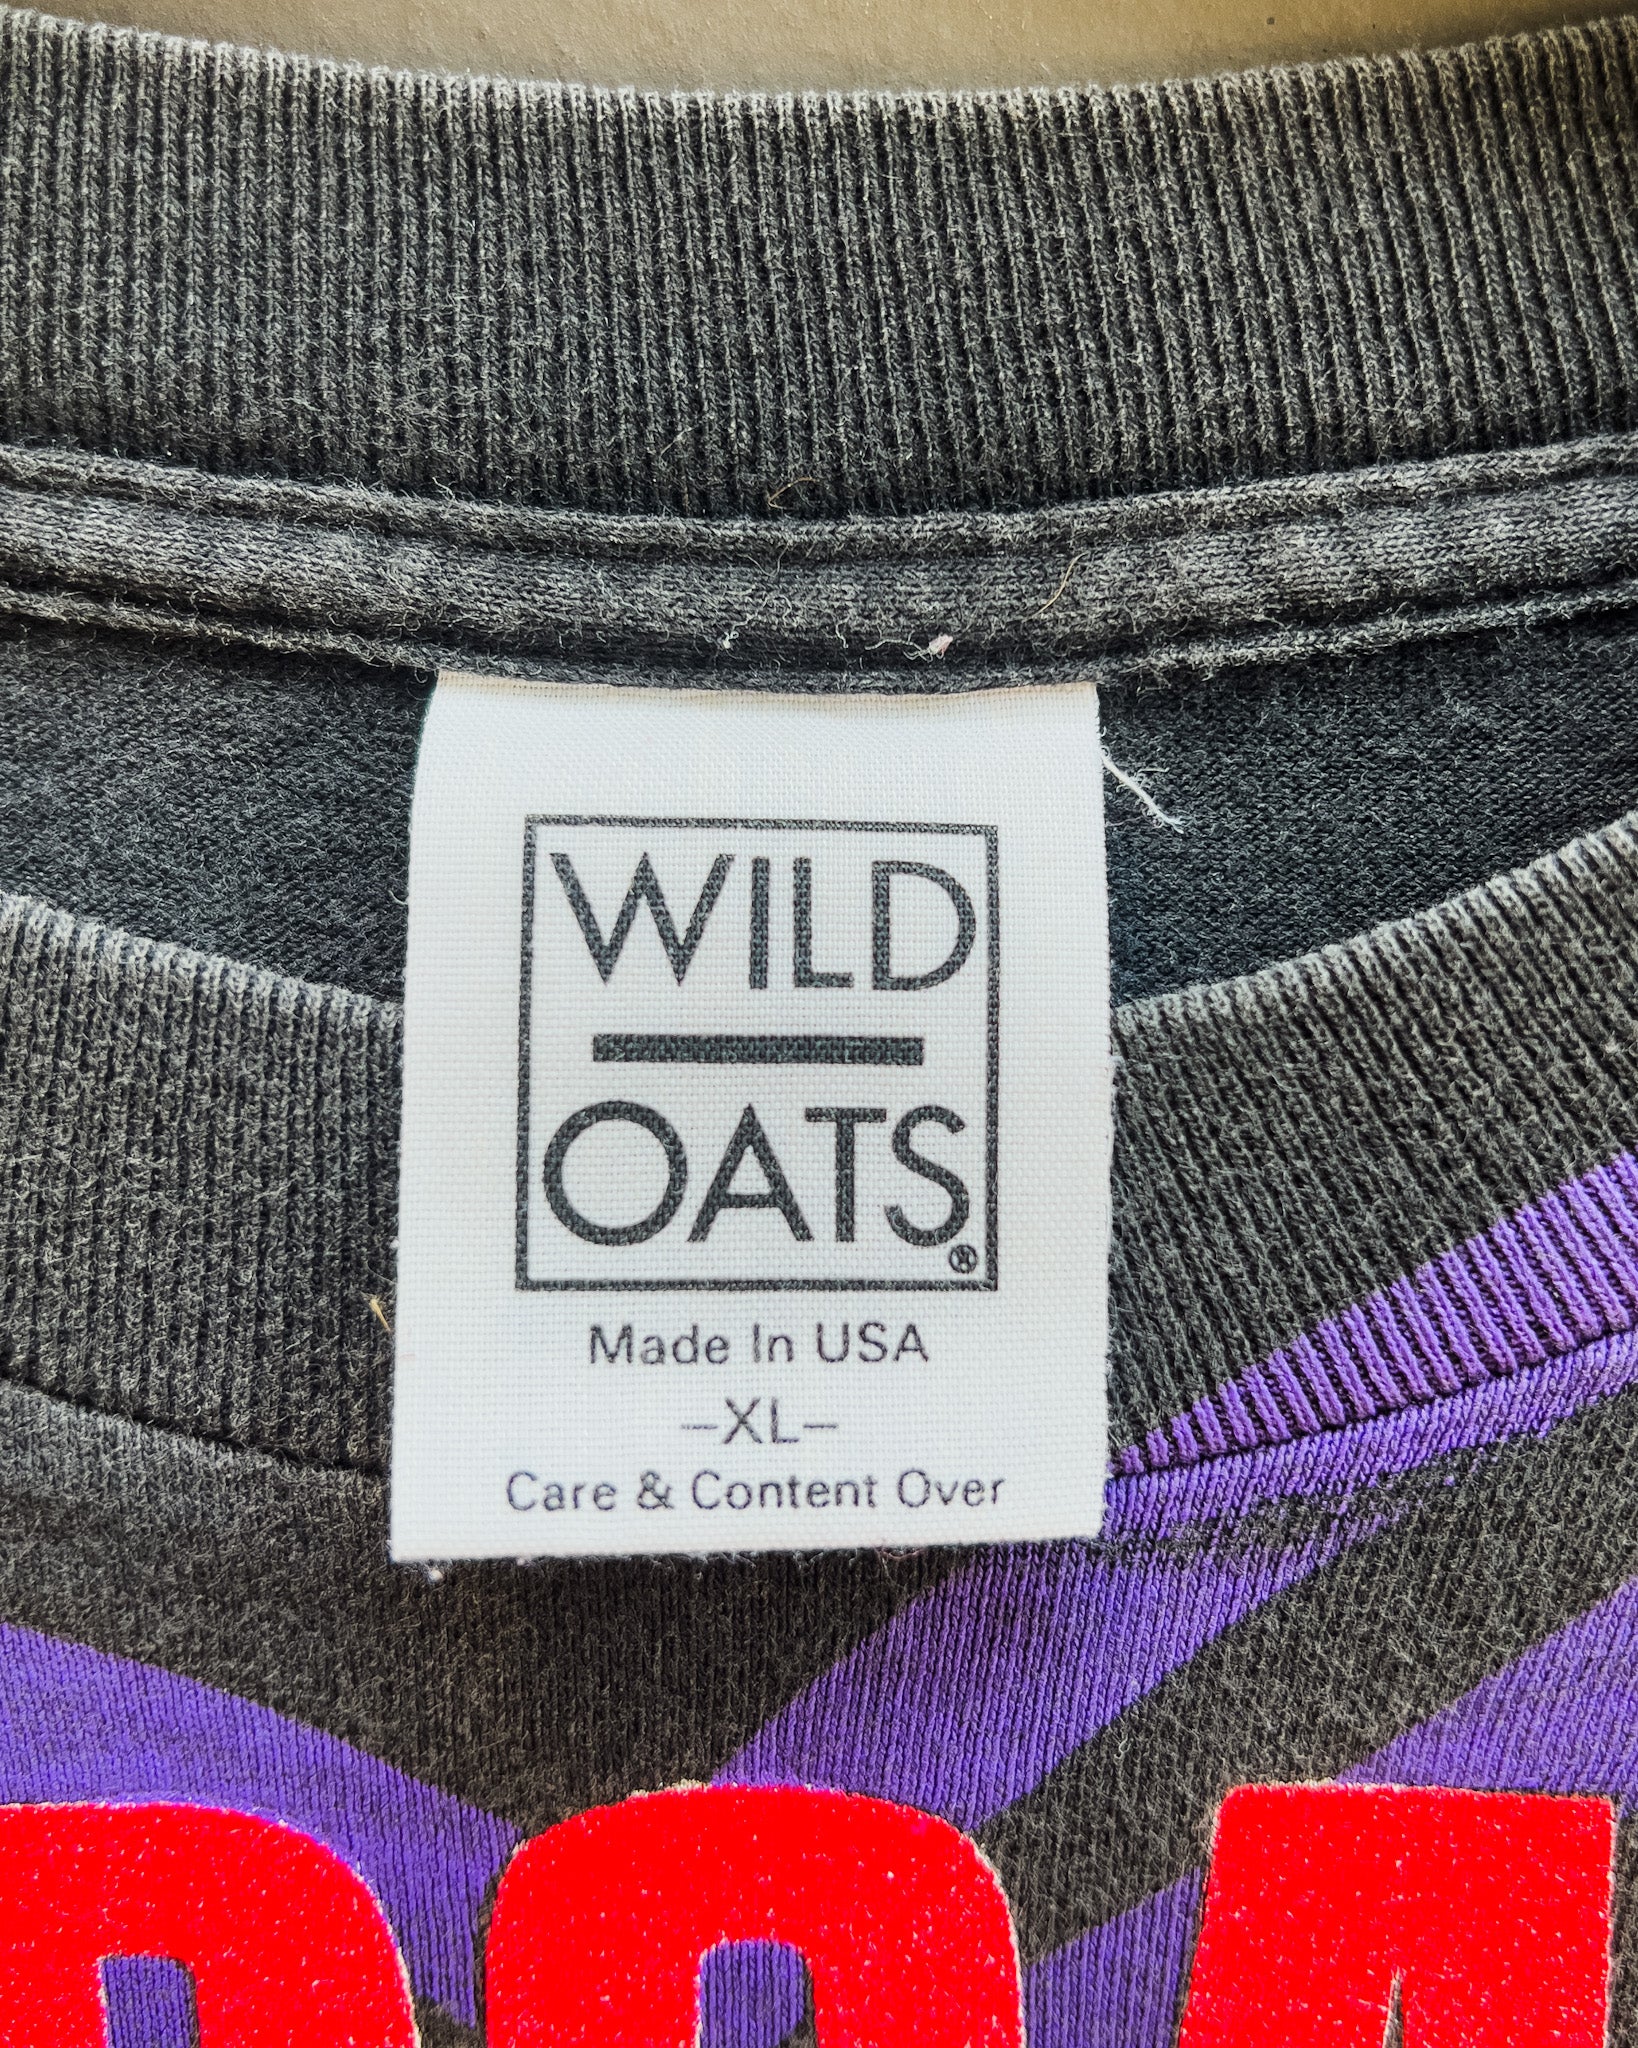 WILD
OATS®
Made In USA
–XL–
Care & Content Over